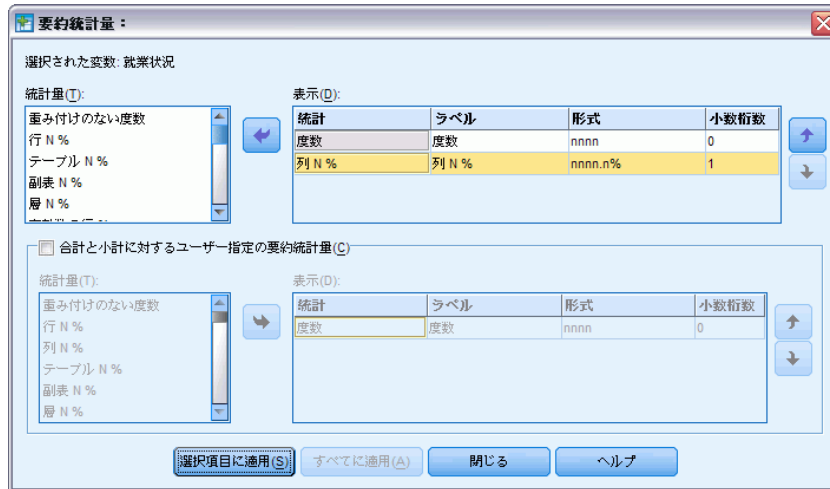 要約統計量：
選択された変数: 就業状況
統計量(T):
重み付けのない度数
行 N %
テーブル N %
副表 N %
層 N %
表示(D):
統計 ラベル 形式 小数桁数
度数 度数 nnnn 0
列 N % 列 N % nnnn.n% 1
合計と小計に対するユーザー指定の要約統計量(C)
統計量(T):
重み付けのない度数
行 N %
列 N %
テーブル N %
副表 N %
層 N %
表示(D):
統計 ラベル 形式 小数桁数
度数 度数 nnnn 0
選択項目に適用(S) すべてに適用(A) 閉じる ヘルプ